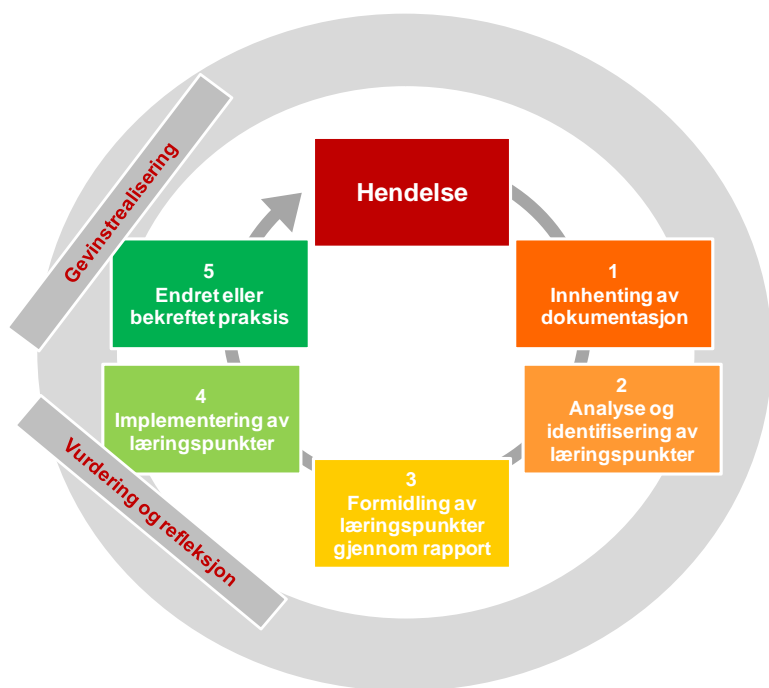 Hendelse
1
Innhenting av
dokumentasjon
2
Analyse og
identifisering av
læringspunkter
3
Formidling av
læringspunkter
gjennom rapport
4
Implementering av
læringspunkter
5
Endret eller
bekreftet praksis
Gevinstrealisering
Vurdering og refleksjon